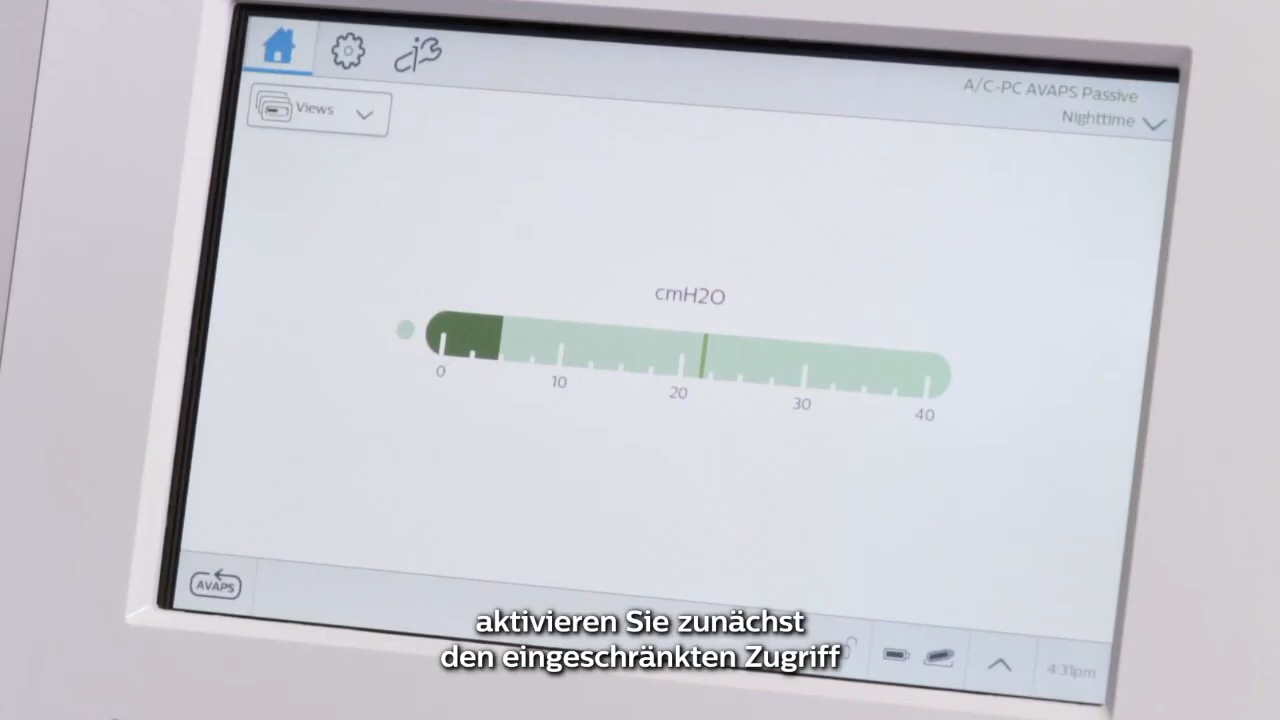 A/C-PC AVAPS Passive
Nighttime
Views
cmH2O
0
10
20
30
40
AVAPS
4:31pm
aktivieren Sie zunächst
den eingeschränkten Zugriff